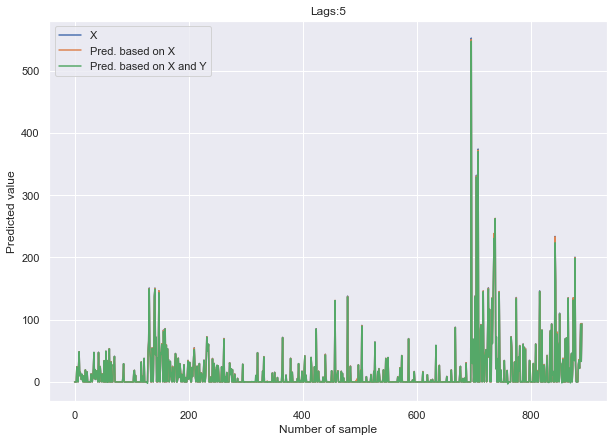 Lags:5
X
Pred. based on X
Pred. based on X and Y
Predicted value
500
400
300
200
100
0
0 200 400 600 800
Number of sample